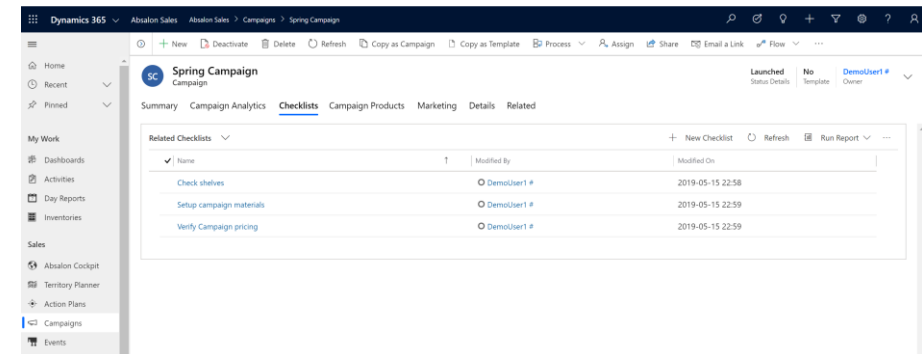 Dynamics 365 Absalon Sales Absalon Sales > Campaigns > Spring Campaign
New Deactivate Delete Refresh Copy as Campaign Copy as Template Process Assign Share Email a Link Flow ...
Home
Recent
Pinned
My Work
Dashboards
Activities
Day Reports
Inventories
Sales
Absalon Cockpit
Territory Planner
Action Plans
Campaigns
Events
SC
Spring Campaign
Campaign
Launched No DemoUser1 #
Status Details Template Owner
Summary Campaign Analytics Checklists Campaign Products Marketing Details Related
Related Checklists + New Checklist Refresh Run Report ...
Name ↑ Modified By Modified On
Check shelves DemoUser1 # 2019-05-15 22:58
Setup campaign materials DemoUser1 # 2019-05-15 22:59
Verify Campaign pricing DemoUser1 # 2019-05-15 22:59